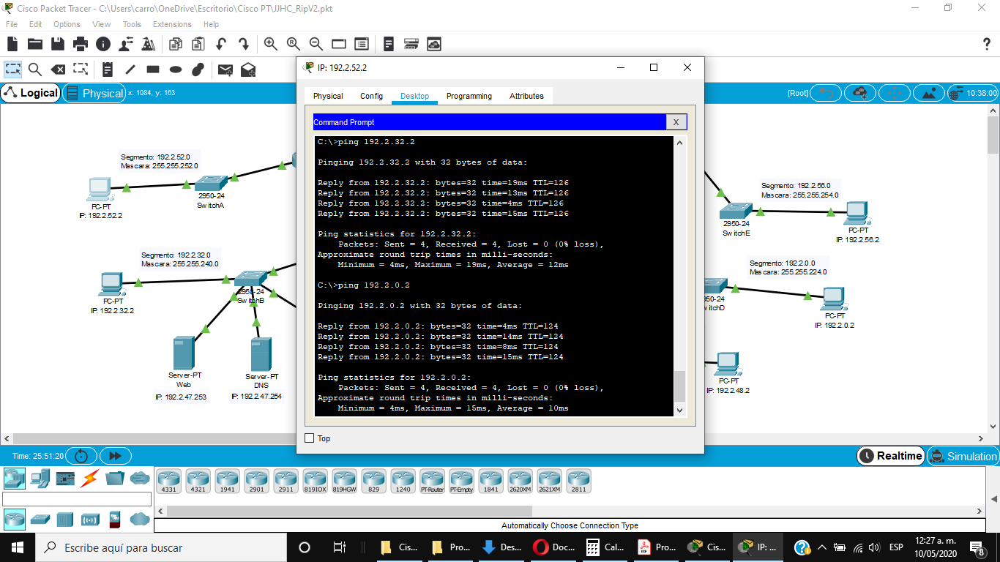 Cisco Packet Tracer - C:\Users\carro\OneDrive\Escritorio\Cisco PT\JJHC_RipV2.pkt
File Edit Options View Tools Extensions Help
Logical
Physical
x: 1084, y: 163
[Root]
10:38:00
IP: 192.2.52.2
Physical Config Desktop Programming Attributes
Command Prompt
X
C:\>ping 192.2.32.2
Pinging 192.2.32.2 with 32 bytes of data:
Reply from 192.2.32.2: bytes=32 time=19ms TTL=126
Reply from 192.2.32.2: bytes=32 time=13ms TTL=126
Reply from 192.2.32.2: bytes=32 time=4ms TTL=126
Reply from 192.2.32.2: bytes=32 time=15ms TTL=126
Ping statistics for 192.2.32.2:
Packets: Sent = 4, Received = 4, Lost = 0 (0% loss),
Approximate round trip times in milli-seconds:
Minimum = 4ms, Maximum = 19ms, Average = 12ms
C:\>ping 192.2.0.2
Pinging 192.2.0.2 with 32 bytes of data:
Reply from 192.2.0.2: bytes=32 time=4ms TTL=124
Reply from 192.2.0.2: bytes=32 time=14ms TTL=124
Reply from 192.2.0.2: bytes=32 time=8ms TTL=124
Reply from 192.2.0.2: bytes=32 time=15ms TTL=124
Ping statistics for 192.2.0.2:
Packets: Sent = 4, Received = 4, Lost = 0 (0% loss),
Approximate round trip times in milli-seconds:
Minimum = 4ms, Maximum = 15ms, Average = 10ms
Top
Segmento: 192.2.52.0
Mascara: 255.255.252.0
PC-PT
IP: 192.2.52.2
2950-24
SwitchA
Segmento: 192.2.32.0
Mascara: 255.255.240.0
PC-PT
IP: 192.2.32.2
2950-24
SwitchB
Server-PT
Web
IP: 192.2.47.253
Server-PT
DNS
IP: 192.2.47.254
Segmento: 192.2.56.0
Mascara: 255.255.254.0
2950-24
SwitchE
PC-PT
IP: 192.2.56.2
Segmento: 192.2.0.0
Mascara: 255.255.224.0
950-24
witchD
PC-PT
IP: 192.2.0.2
PC-PT
IP: 192.2.48.2
Time: 25:51:20
Realtime
Simulation
4331 4321 1941 2901 2911 819IOX 819HGW 829 1240 PT-Router PT-Empty 1841 2620XM 2621XM 2811
Automatically Choose Connection Type
Escribe aquí para buscar
Cis...
Pro...
Des...
Doc...
Cal...
Pro...
Cis...
IP: ...
ESP
12:27 a. m.
10/05/2020
8